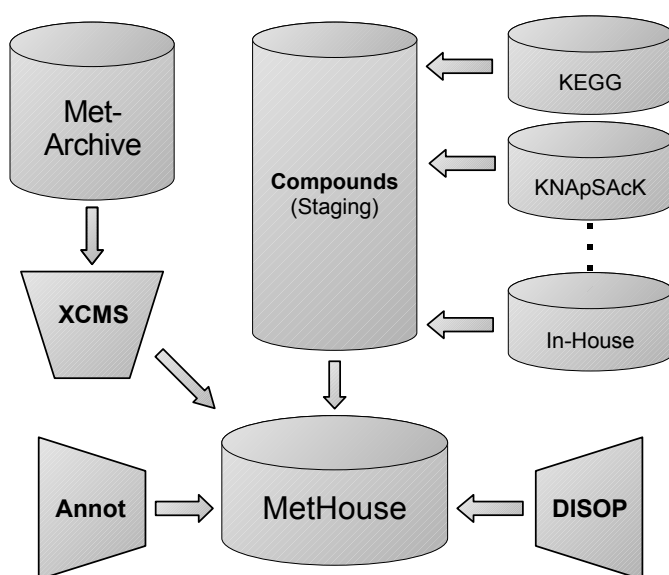 Met-
Archive
Compounds
(Staging)
KEGG
KNApSAcK
In-House
XCMS
Annot
MetHouse
DISOP